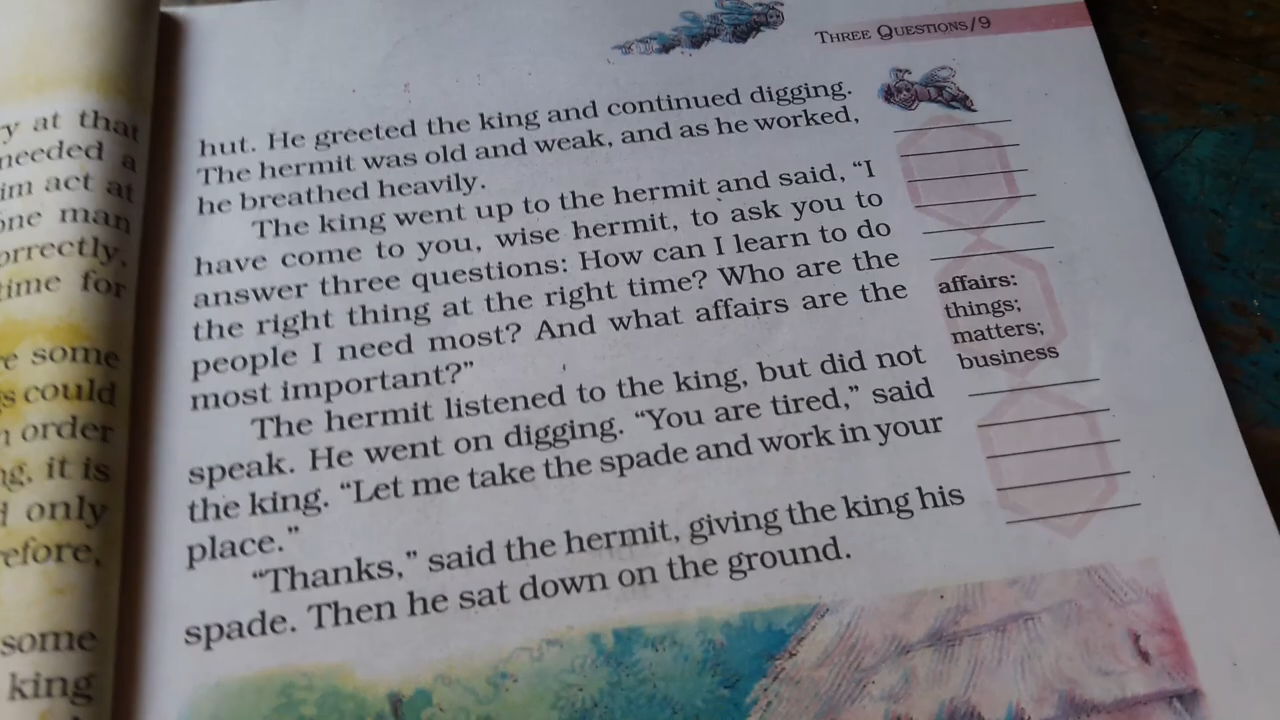 y at that
needed a
im act at
one man
orrectly.
time for
e some
s could
n order
ng, it is
d only
efore,
some
king
THREE QUESTIONS/9
hut. He greeted the king and continued digging.
The hermit was old and weak, and as he worked,
he breathed heavily.
The king went up to the hermit and said, “I
have come to you, wise hermit, to ask you to
answer three questions: How can I learn to do
the right thing at the right time? Who are the
people I need most? And what affairs are the
most important?”
The hermit listened to the king, but did not
speak. He went on digging. “You are tired,” said
the king. “Let me take the spade and work in your
place.”
“Thanks,” said the hermit, giving the king his
spade. Then he sat down on the ground.
affairs:
things;
matters;
business